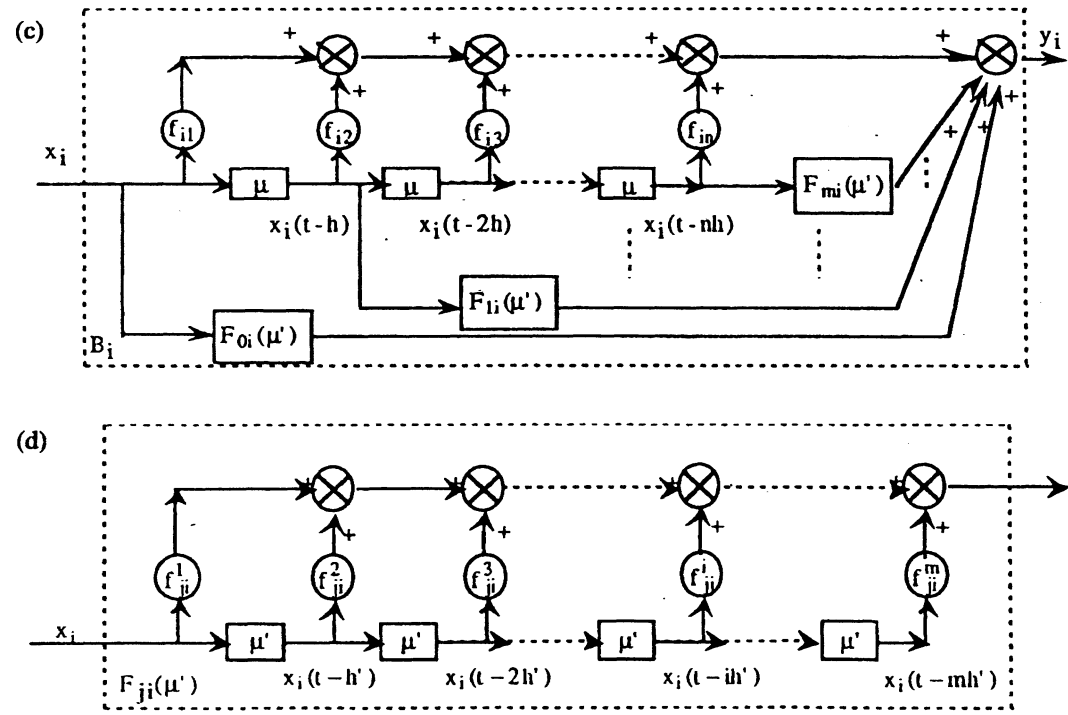 (c)
+ + + + y_i
+ + + + + +
f_i1 f_i2 f_i3 f_in
x_i
μ μ μ F_mi(μ')
x_i(t-h) x_i(t-2h) x_i(t-nh)
F_1i(μ')
F_0i(μ')
B_i
(d)
+ + + +
+ + + +
f^1_ji f^2_ji f^3_ji f^i_ji f^m_ji
x_i
μ' μ' μ' μ'
F_ji(μ') x_i(t-h') x_i(t-2h') x_i(t-ih') x_i(t-mh')